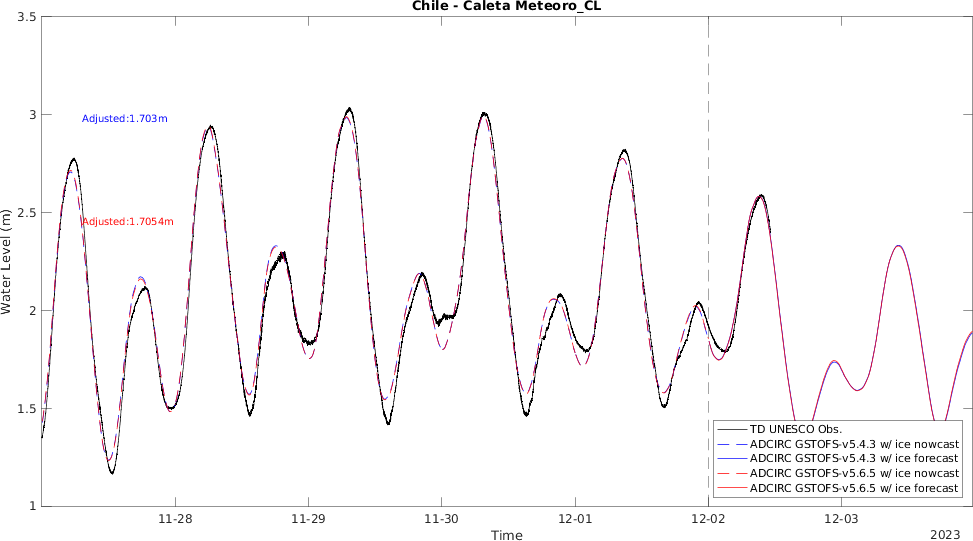 Chile - Caleta Meteoro_CL
3.5
3
2.5
2
1.5
1
Water Level (m)
Adjusted:1.703m
Adjusted:1.7054m
TD UNESCO Obs.
ADCIRC GSTOFS-v5.4.3 w/ ice nowcast
ADCIRC GSTOFS-v5.4.3 w/ ice forecast
ADCIRC GSTOFS-v5.6.5 w/ ice nowcast
ADCIRC GSTOFS-v5.6.5 w/ ice forecast
11-28 11-29 11-30 12-01 12-02 12-03
Time
2023